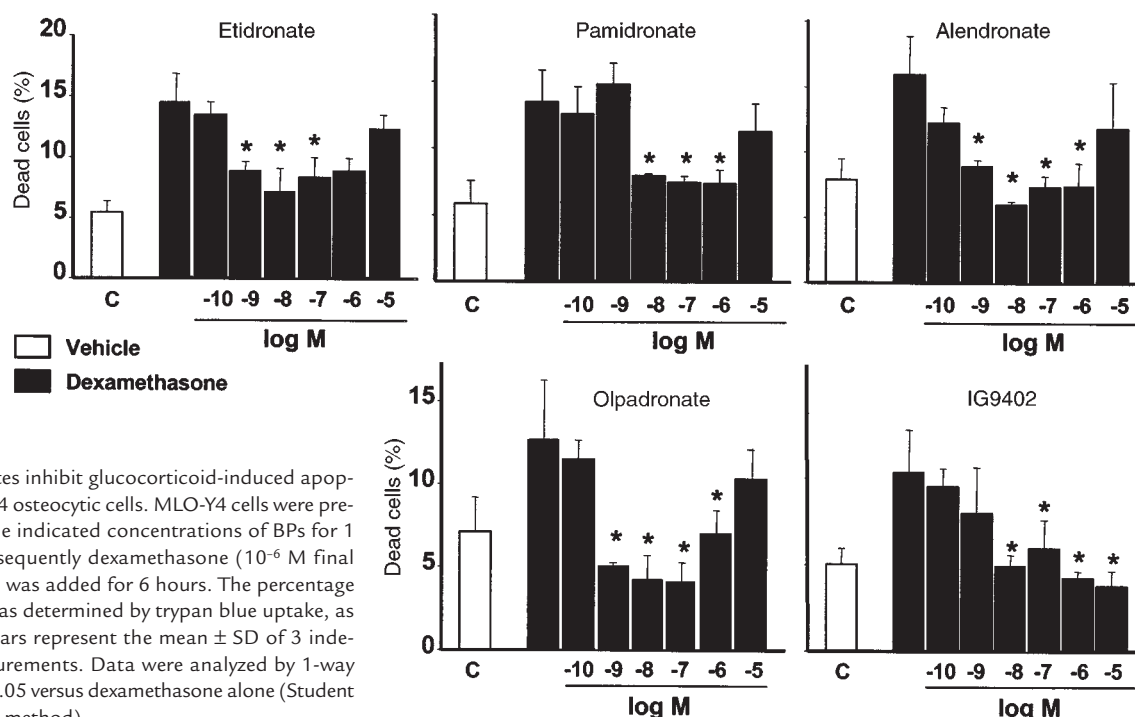 Etidronate
Pamidronate
Alendronate
Dead cells (%)
20
15
10
5
0
* * *
* * *
* * * *
C -10 -9 -8 -7 -6 -5
log M
C -10 -9 -8 -7 -6 -5
log M
C -10 -9 -8 -7 -6 -5
log M
Vehicle
Dexamethasone
Olpadronate
IG9402
Dead cells (%)
15
10
5
0
* * * *
* * * *
C -10 -9 -8 -7 -6 -5
log M
C -10 -9 -8 -7 -6 -5
log M
tes inhibit glucocorticoid-induced apop-
4 osteocytic cells. MLO-Y4 cells were pre-
e indicated concentrations of BPs for 1
sequently dexamethasone (10⁻⁶ M final
was added for 6 hours. The percentage
as determined by trypan blue uptake, as
ars represent the mean ± SD of 3 inde-
urements. Data were analyzed by 1-way
.05 versus dexamethasone alone (Student
method)